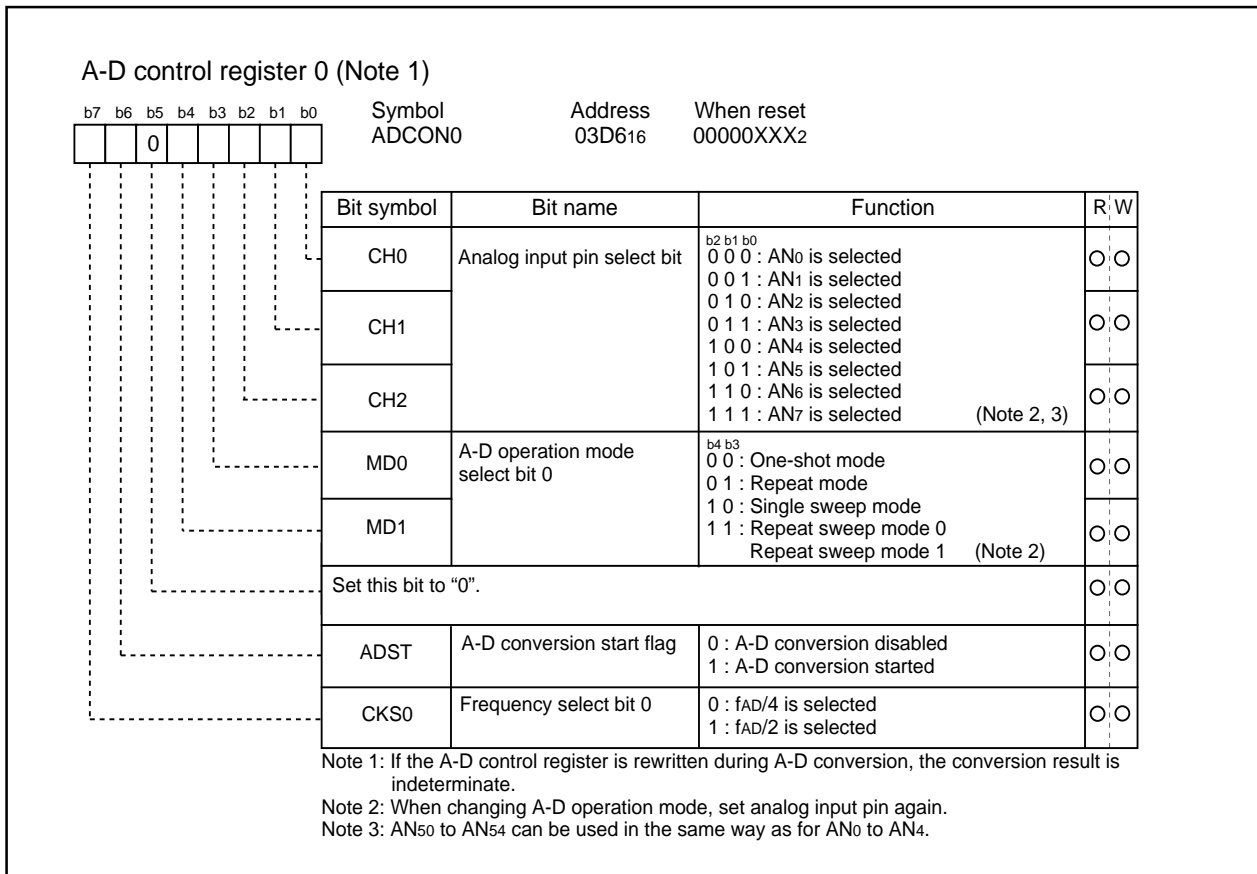 A-D control register 0 (Note 1)
b7 b6 b5 b4 b3 b2 b1 b0
0
Symbol Address When reset
ADCON0 03D616 00000XXX2
Bit symbol Bit name Function R W
CH0 Analog input pin select bit
b2 b1 b0
0 0 0 : AN0 is selected
0 0 1 : AN1 is selected
0 1 0 : AN2 is selected
CH1
0 1 1 : AN3 is selected
1 0 0 : AN4 is selected
1 0 1 : AN5 is selected
CH2
1 1 0 : AN6 is selected
1 1 1 : AN7 is selected (Note 2, 3)
MD0 A-D operation mode
select bit 0
b4 b3
0 0 : One-shot mode
0 1 : Repeat mode
1 0 : Single sweep mode
MD1
1 1 : Repeat sweep mode 0
Repeat sweep mode 1 (Note 2)
Set this bit to “0”.
ADST A-D conversion start flag 0 : A-D conversion disabled
1 : A-D conversion started
CKS0 Frequency select bit 0 0 : fAD/4 is selected
1 : fAD/2 is selected
Note 1: If the A-D control register is rewritten during A-D conversion, the conversion result is
indeterminate.
Note 2: When changing A-D operation mode, set analog input pin again.
Note 3: AN50 to AN54 can be used in the same way as for AN0 to AN4.